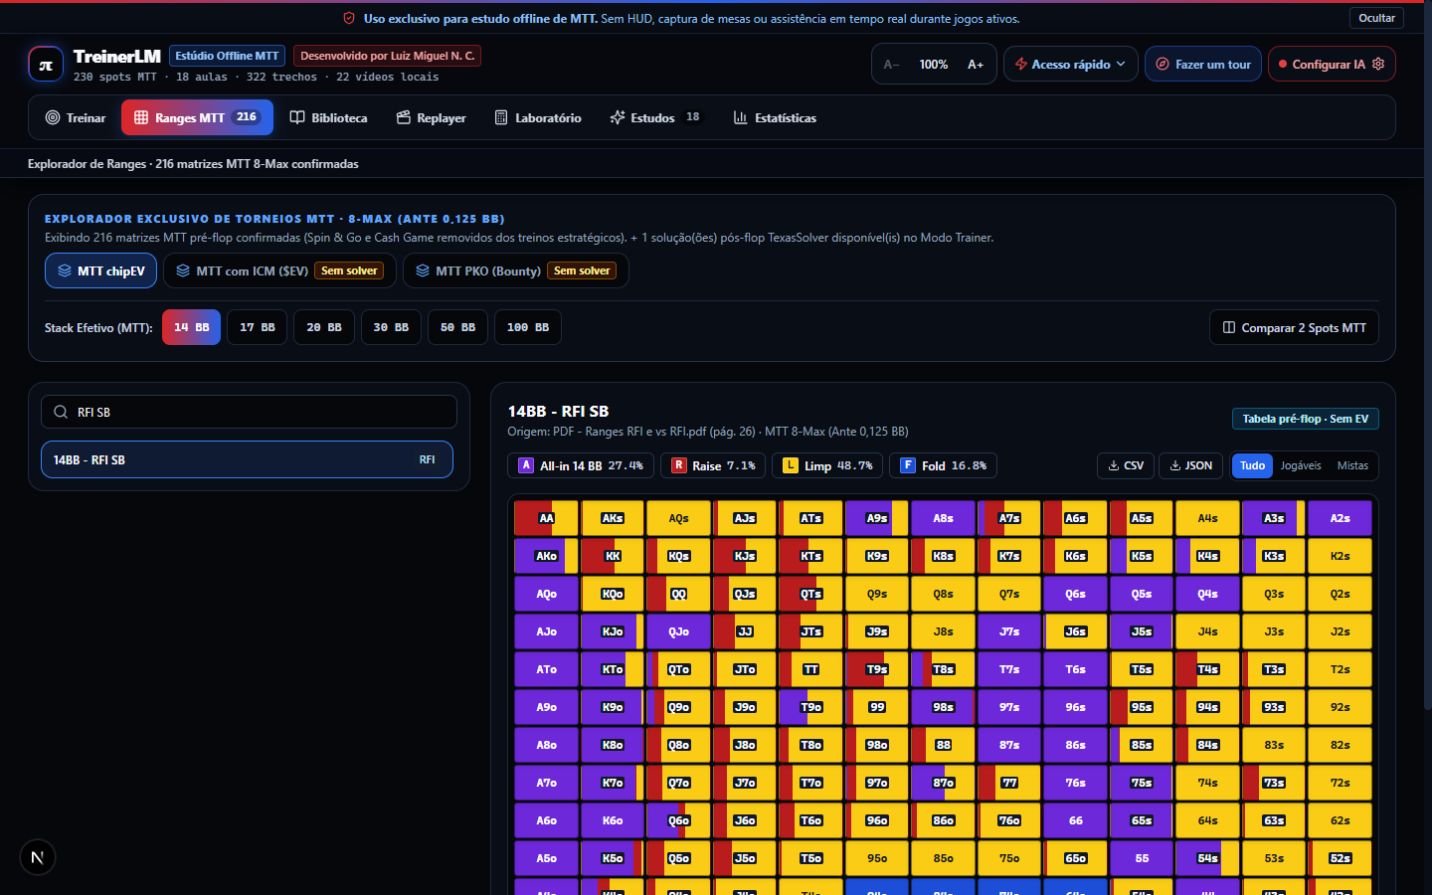 Uso exclusivo para estudo offline de MTT. Sem HUD, captura de mesas ou assistência em tempo real durante jogos ativos.
Ocultar
TrainerLM Estúdio Offline MTT Desenvolvido por Luiz Miguel N. C.
230 spots MTT · 18 aulas · 322 trechos · 22 vídeos locais
A− 100% A+ Acesso rápido Fazer um tour Configurar IA
Treinar Ranges MTT 216 Biblioteca Replayer Laboratório Estudos 18 Estatísticas
Explorador de Ranges · 216 matrizes MTT 8-Max confirmadas
EXPLORADOR EXCLUSIVO DE TORNEIOS MTT · 8-MAX (ANTE 0,125 BB)
Exibindo 216 matrizes MTT pré-flop confirmadas (Spin & Go e Cash Game removidos dos treinos estratégicos). + 1 solução(ões) pós-flop TexasSolver disponível(is) no Modo Trainer.
MTT chipEV MTT com ICM ($EV) Sem solver MTT PKO (Bounty) Sem solver
Stack Efetivo (MTT): 14 BB 17 BB 20 BB 30 BB 50 BB 100 BB Comparar 2 Spots MTT
RFI SB
14BB - RFI SB RFI
14BB - RFI SB
Origem: PDF - Ranges RFI e vs RFI.pdf (pág. 26) · MTT 8-Max (Ante 0,125 BB)
Tabela pré-flop · Sem EV
A All-in 14 BB 27.4% R Raise 7.1% L Limp 48.7% F Fold 16.8% CSV JSON Tudo Jogáveis Mistas
AA AKs AQs AJs ATs A9s A8s A7s A6s A5s A4s A3s A2s
AKo KK KQs KJs KTs K9s K8s K7s K6s K5s K4s K3s K2s
AQo KQo QQ QJs QTs Q9s Q8s Q7s Q6s Q5s Q4s Q3s Q2s
AJo KJo QJo JJ JTs J9s J8s J7s J6s J5s J4s J3s J2s
ATo KTo QTo JTo TT T9s T8s T7s T6s T5s T4s T3s T2s
A9o K9o Q9o J9o T9o 99 98s 97s 96s 95s 94s 93s 92s
A8o K8o Q8o J8o T8o 98o 88 87s 86s 85s 84s 83s 82s
A7o K7o Q7o J7o T7o 97o 87o 77 76s 75s 74s 73s 72s
A6o K6o Q6o J6o T6o 96o 86o 76o 66 65s 64s 63s 62s
A5o K5o Q5o J5o T5o 95o 85o 75o 65o 55 54s 53s 52s